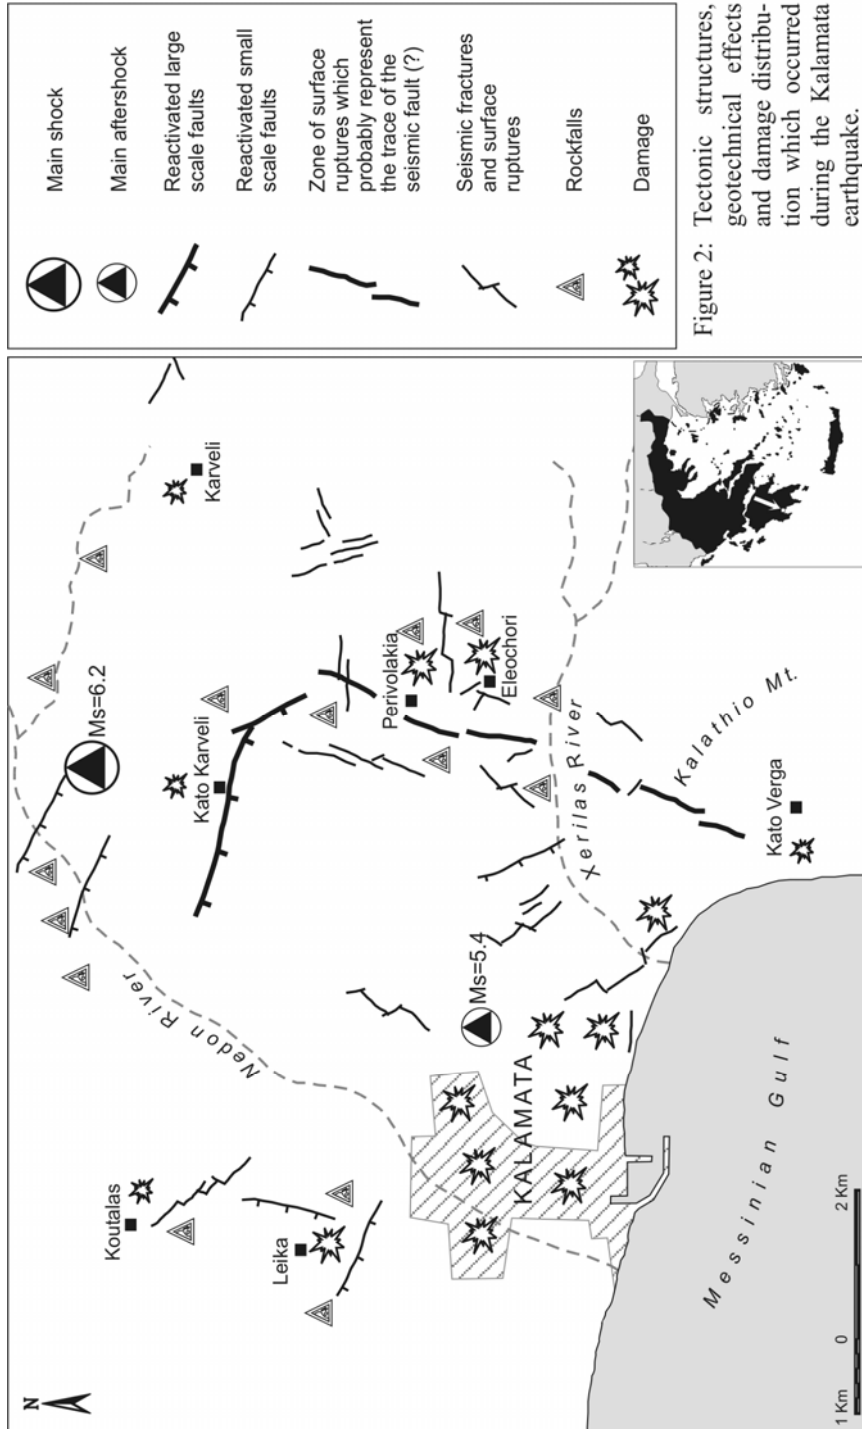 N
Koutalas
Leika
Nedon River
Ms=6.2
Kato Karveli
Karveli
Perivolakia
Eleochori
Ms=5.4
KALAMATA
Xerilas River
Kalathio Mt.
Kato Verga
Messinian Gulf
1 Km
0
2 Km
Main shock
Main aftershock
Reactivated large
scale faults
Reactivated small
scale faults
Zone of surface
ruptures which
probably represent
the trace of the
seismic fault (?)
Seismic fractures
and surface
ruptures
Rockfalls
Damage
Figure 2: Tectonic structures,
geotechnical effects
and damage distribu-
tion which occurred
during the Kalamata
earthquake.